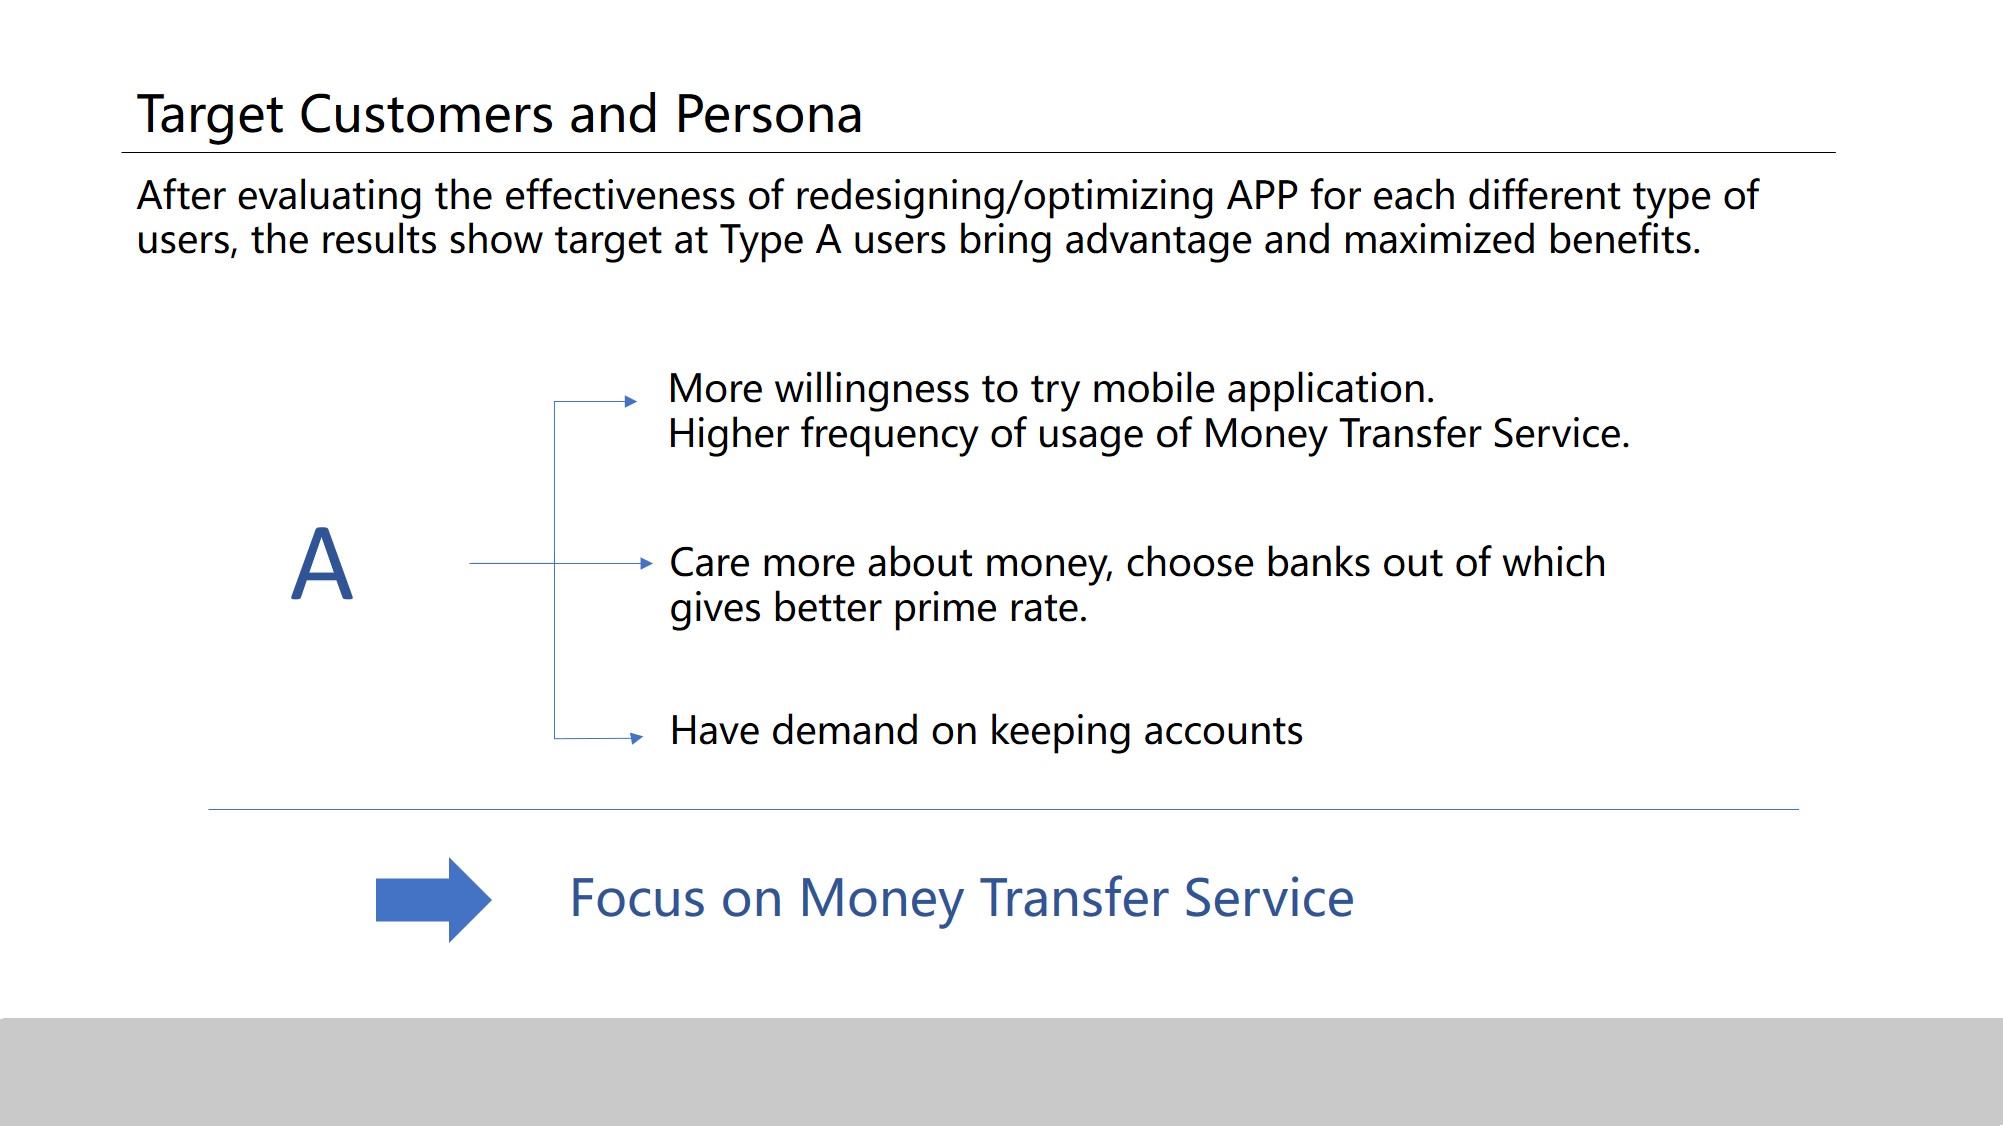 Target Customers and Persona
After evaluating the effectiveness of redesigning/optimizing APP for each different type of
users, the results show target at Type A users bring advantage and maximized benefits.
More willingness to try mobile application.
Higher frequency of usage of Money Transfer Service.
A
Care more about money, choose banks out of which
gives better prime rate.
Have demand on keeping accounts
Focus on Money Transfer Service